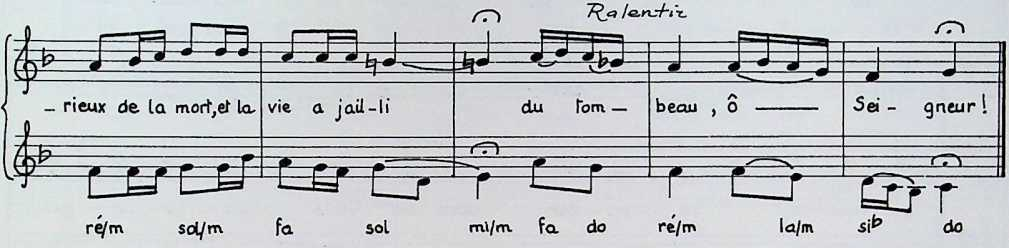 Ralentir
_ rieux de la mort, et la vie a jail-li du tom — beau, ô — Sei - gneur!
ré/m sol/m fa sol mi/m fa do ré/m la/m sib do